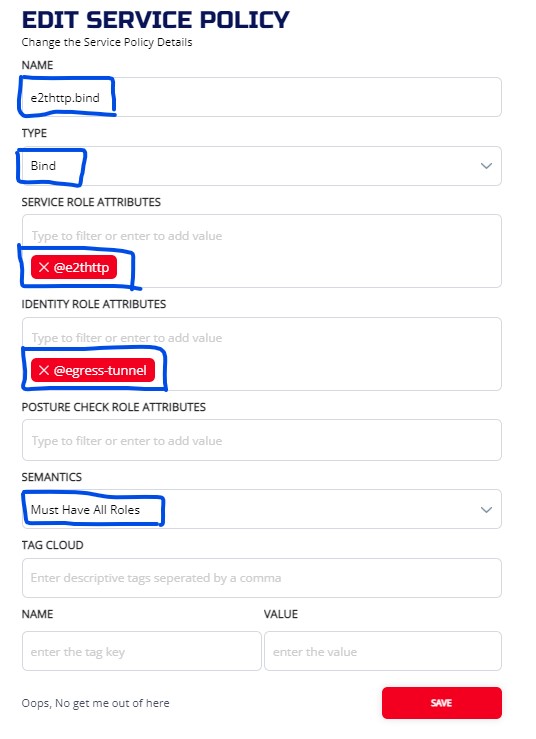 EDIT SERVICE POLICY
Change the Service Policy Details
NAME
e2thttp.bind
TYPE
Bind
SERVICE ROLE ATTRIBUTES
Type to filter or enter to add value
@e2thttp
IDENTITY ROLE ATTRIBUTES
Type to filter or enter to add value
@egress-tunnel
POSTURE CHECK ROLE ATTRIBUTES
Type to filter or enter to add value
SEMANTICS
Must Have All Roles
TAG CLOUD
Enter descriptive tags seperated by a comma
NAME VALUE
enter the tag key enter the value
Oops, No get me out of here SAVE